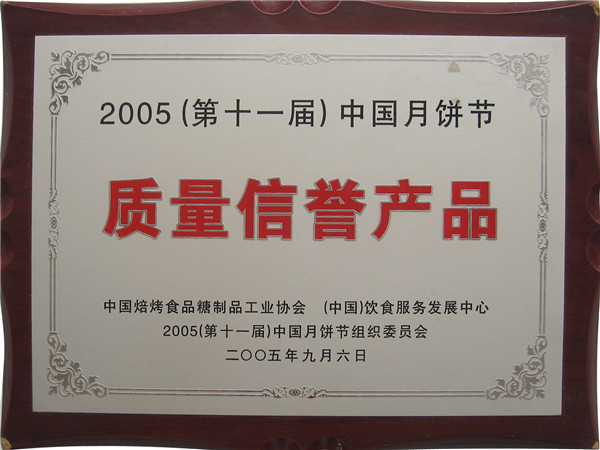 2005(第十一届)中国月饼节
质量信誉产品
中国焙烤食品糖制品工业协会 (中国)饮食服务发展中心
2005(第十一届)中国月饼节组织委员会
二〇〇五年九月六日